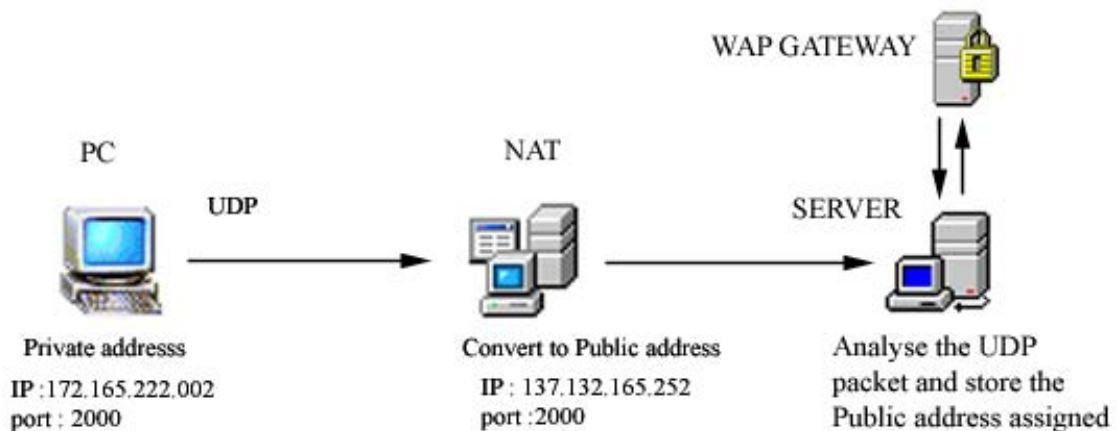 WAP GATEWAY
PC
NAT
UDP
SERVER
Private addresss
IP :172.165.222.002
port : 2000
Convert to Public address
IP : 137.132.165.252
port :2000
Analyse the UDP
packet and store the
Public address assigned